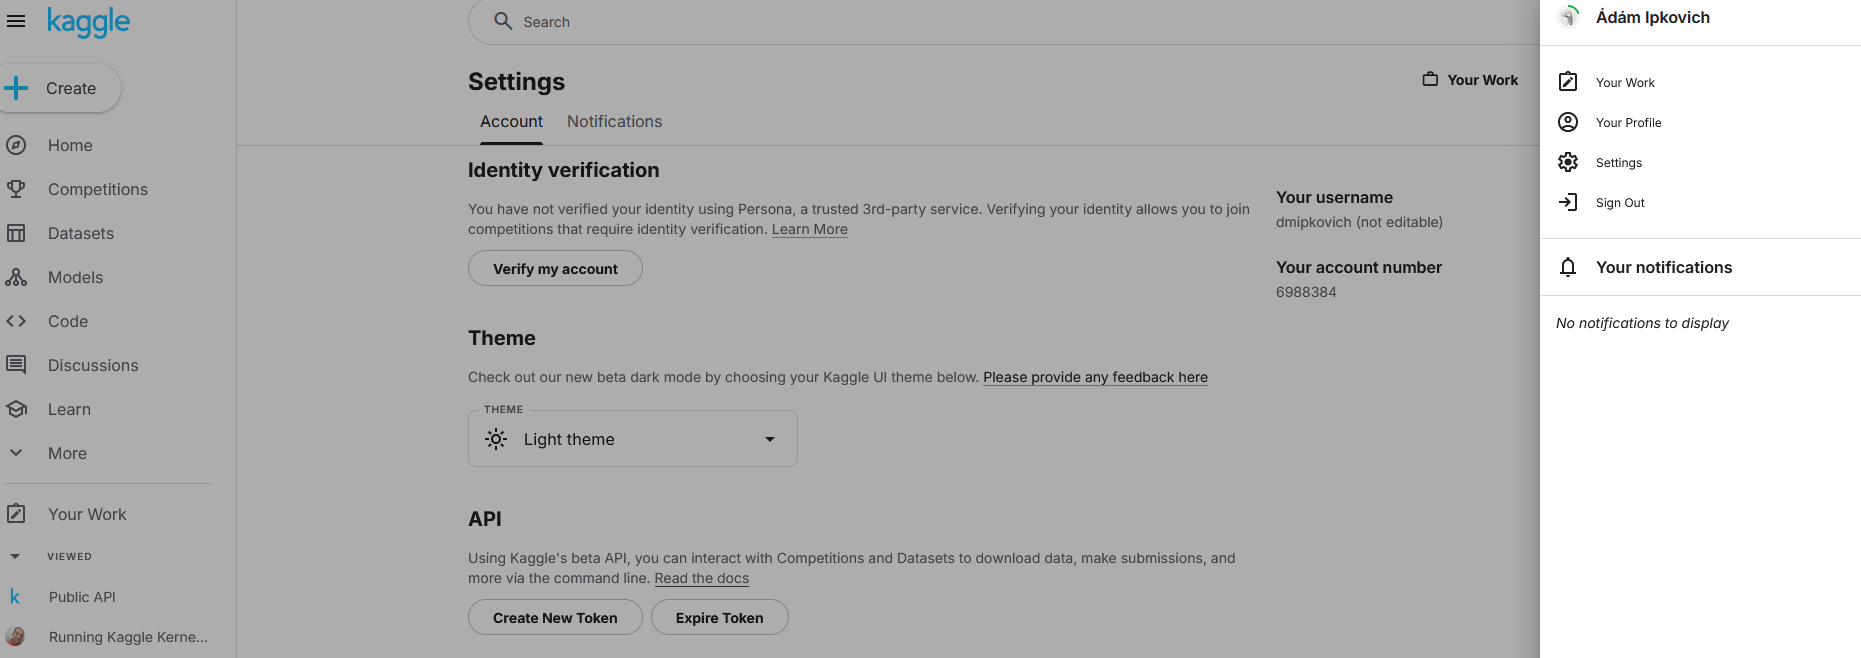 kaggle
Create
Home
Competitions
Datasets
Models
Code
Discussions
Learn
More
Your Work
VIEWED
Public API
Running Kaggle Kerne...
Search
Settings
Your Work
Account
Notifications
Identity verification
You have not verified your identity using Persona, a trusted 3rd-party service. Verifying your identity allows you to join
competitions that require identity verification. Learn More
Verify my account
Your username
dmipkovich (not editable)
Your account number
6988384
Theme
Check out our new beta dark mode by choosing your Kaggle UI theme below. Please provide any feedback here
THEME
Light theme
API
Using Kaggle's beta API, you can interact with Competitions and Datasets to download data, make submissions, and
more via the command line. Read the docs
Create New Token
Expire Token
Ádám Ipkovich
Your Work
Your Profile
Settings
Sign Out
Your notifications
No notifications to display